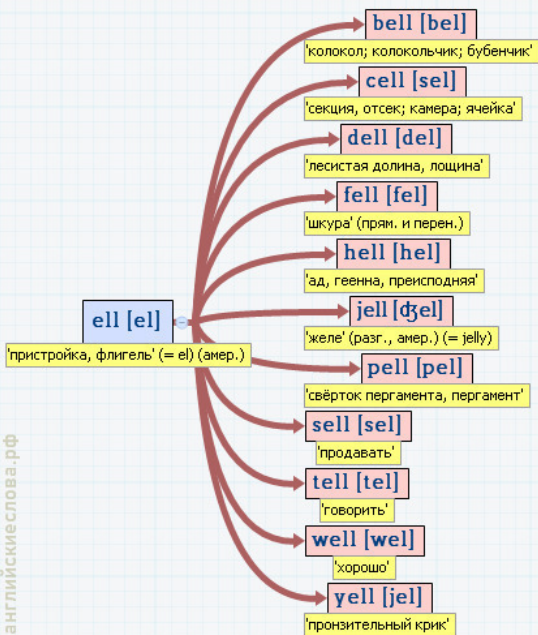 bell [bel]
'колокол; колокольчик; бубенчик'
cell [sel]
'секция, отсек; камера; ячейка'
dell [del]
'лесистая долина, лощина'
fell [fel]
'шкура' (прям. и перен.)
hell [hel]
'ад, геенна, преисподняя'
ell [el]
'пристройка, флигель' (= el) (амер.)
jell [ʤel]
'желе' (разг., амер.) (= jelly)
pell [pel]
'свёрток пергамента, пергамент'
sell [sel]
'продавать'
tell [tel]
'говорить'
well [wel]
'хорошо'
yell [jel]
'пронзительный крик'
английскиеслова.рф